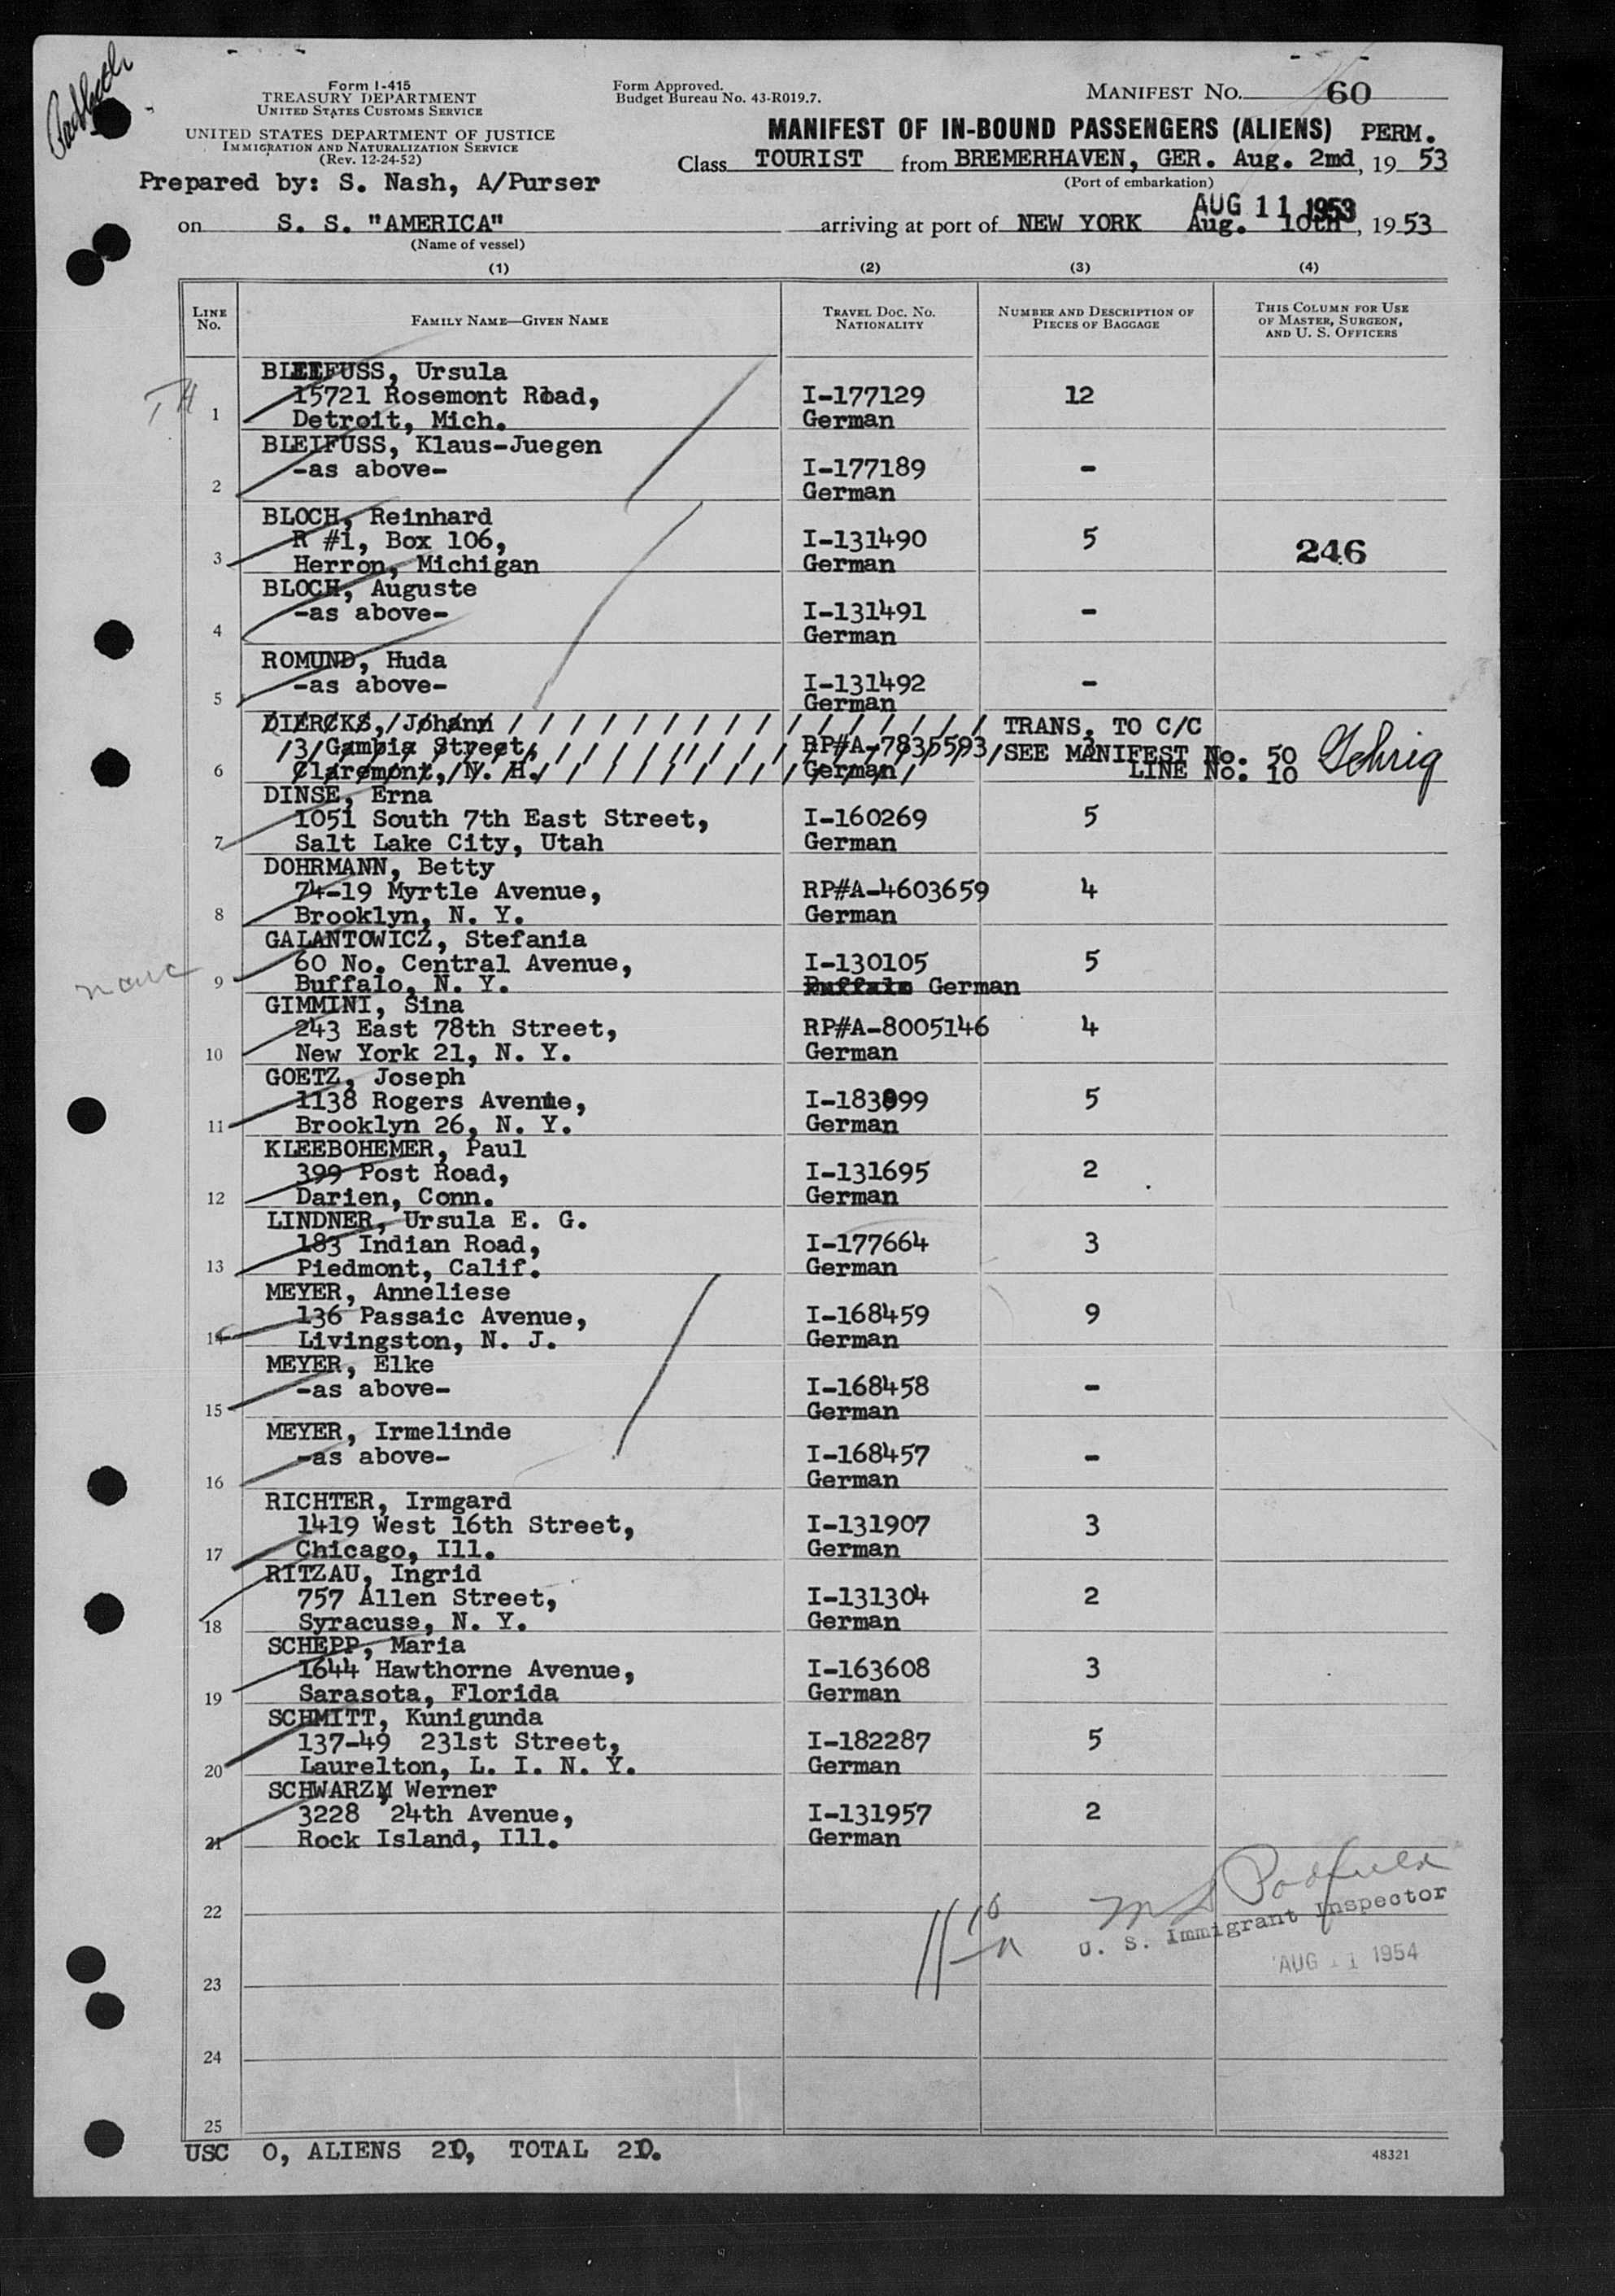 Form I-415
TREASURY DEPARTMENT
UNITED STATES CUSTOMS SERVICE
UNITED STATES DEPARTMENT OF JUSTICE
IMMIGRATION AND NATURALIZATION SERVICE
(Rev. 12-24-52)
Prepared by: S. Nash, A/Purser
Form Approved.
Budget Bureau No. 43-R019.7.
MANIFEST NO. 60
MANIFEST OF IN-BOUND PASSENGERS (ALIENS) PERM.
Class TOURIST from BREMERHAVEN, GER. Aug. 2md, 19 53
(Port of embarkation)
AUG 11 1953
on S. S. "AMERICA" arriving at port of NEW YORK Aug. 10th, 19 53
(Name of vessel)
(1) (2) (3) (4)
LINE No. FAMILY NAME—GIVEN NAME TRAVEL DOC. NO. NATIONALITY NUMBER AND DESCRIPTION OF PIECES OF BAGGAGE THIS COLUMN FOR USE OF MASTER, SURGEON, AND U. S. OFFICERS
BLEIFUSS, Ursula
15721 Rosemont Road, I-177129 12
1 Detroit, Mich. German
BLEIFUSS, Klaus-Juegen
-as above- I-177189 -
2 German
BLOCH, Reinhard
R #1, Box 106, I-131490 5 246
3 Herron, Michigan German
BLOCH, Auguste
-as above- I-131491 -
4 German
ROMUND, Huda
-as above- I-131492 -
5 German
DIERCKS, Johann TRANS. TO C/C
3 Gambia Street, RP#A-7835593 SEE MANIFEST No. 50 Gehrig
6 Claremont, N. H. German LINE No. 10
DINSE, Erna
1051 South 7th East Street, I-160269 5
7 Salt Lake City, Utah German
DOHRMANN, Betty
74-19 Myrtle Avenue, RP#A-4603659 4
8 Brooklyn, N. Y. German
GALANTOWICZ, Stefania
60 No. Central Avenue, I-130105 5
9 Buffalo, N. Y. Buffalo German
GIMMINI, Sina
243 East 78th Street, RP#A-8005146 4
10 New York 21, N. Y. German
GOETZ, Joseph
1138 Rogers Avenue, I-183899 5
11 Brooklyn 26, N. Y. German
KLEEBOHEMER, Paul
399 Post Road, I-131695 2
12 Darien, Conn. German
LINDNER, Ursula E. G.
183 Indian Road, I-177664 3
13 Piedmont, Calif. German
MEYER, Anneliese
136 Passaic Avenue, I-168459 9
14 Livingston, N. J. German
MEYER, Elke
-as above- I-168458 -
15 German
MEYER, Irmelinde
-as above- I-168457 -
16 German
RICHTER, Irmgard
1419 West 16th Street, I-131907 3
17 Chicago, Ill. German
RITZAU, Ingrid
757 Allen Street, I-131304 2
18 Syracuse, N. Y. German
SCHEPP, Maria
1644 Hawthorne Avenue, I-163608 3
19 Sarasota, Florida German
SCHMITT, Kunigunda
137-49 231st Street, I-182287 5
20 Laurelton, L. I. N. Y. German
SCHWARZ, Werner
3228 24th Avenue, I-131957 2
21 Rock Island, Ill. German
22
U. S. Immigrant Inspector
AUG 11 1954
23
24
25
USC 0, ALIENS 20, TOTAL 20.
48321